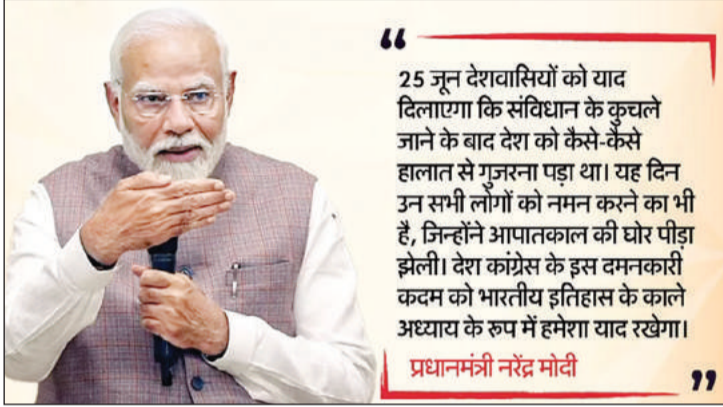 “
25 जून देशवासियों को याद
दिलाएगा कि संविधान के कुचले
जाने के बाद देश को कैसे-कैसे
हालात से गुजरना पड़ा था। यह दिन
उन सभी लोगों को नमन करने का भी
है, जिन्होंने आपातकाल की घोर पीड़ा
झेली। देश कांग्रेस के इस दमनकारी
कदम को भारतीय इतिहास के काले
अध्याय के रूप में हमेशा याद रखेगा।
प्रधानमंत्री नरेंद्र मोदी
”